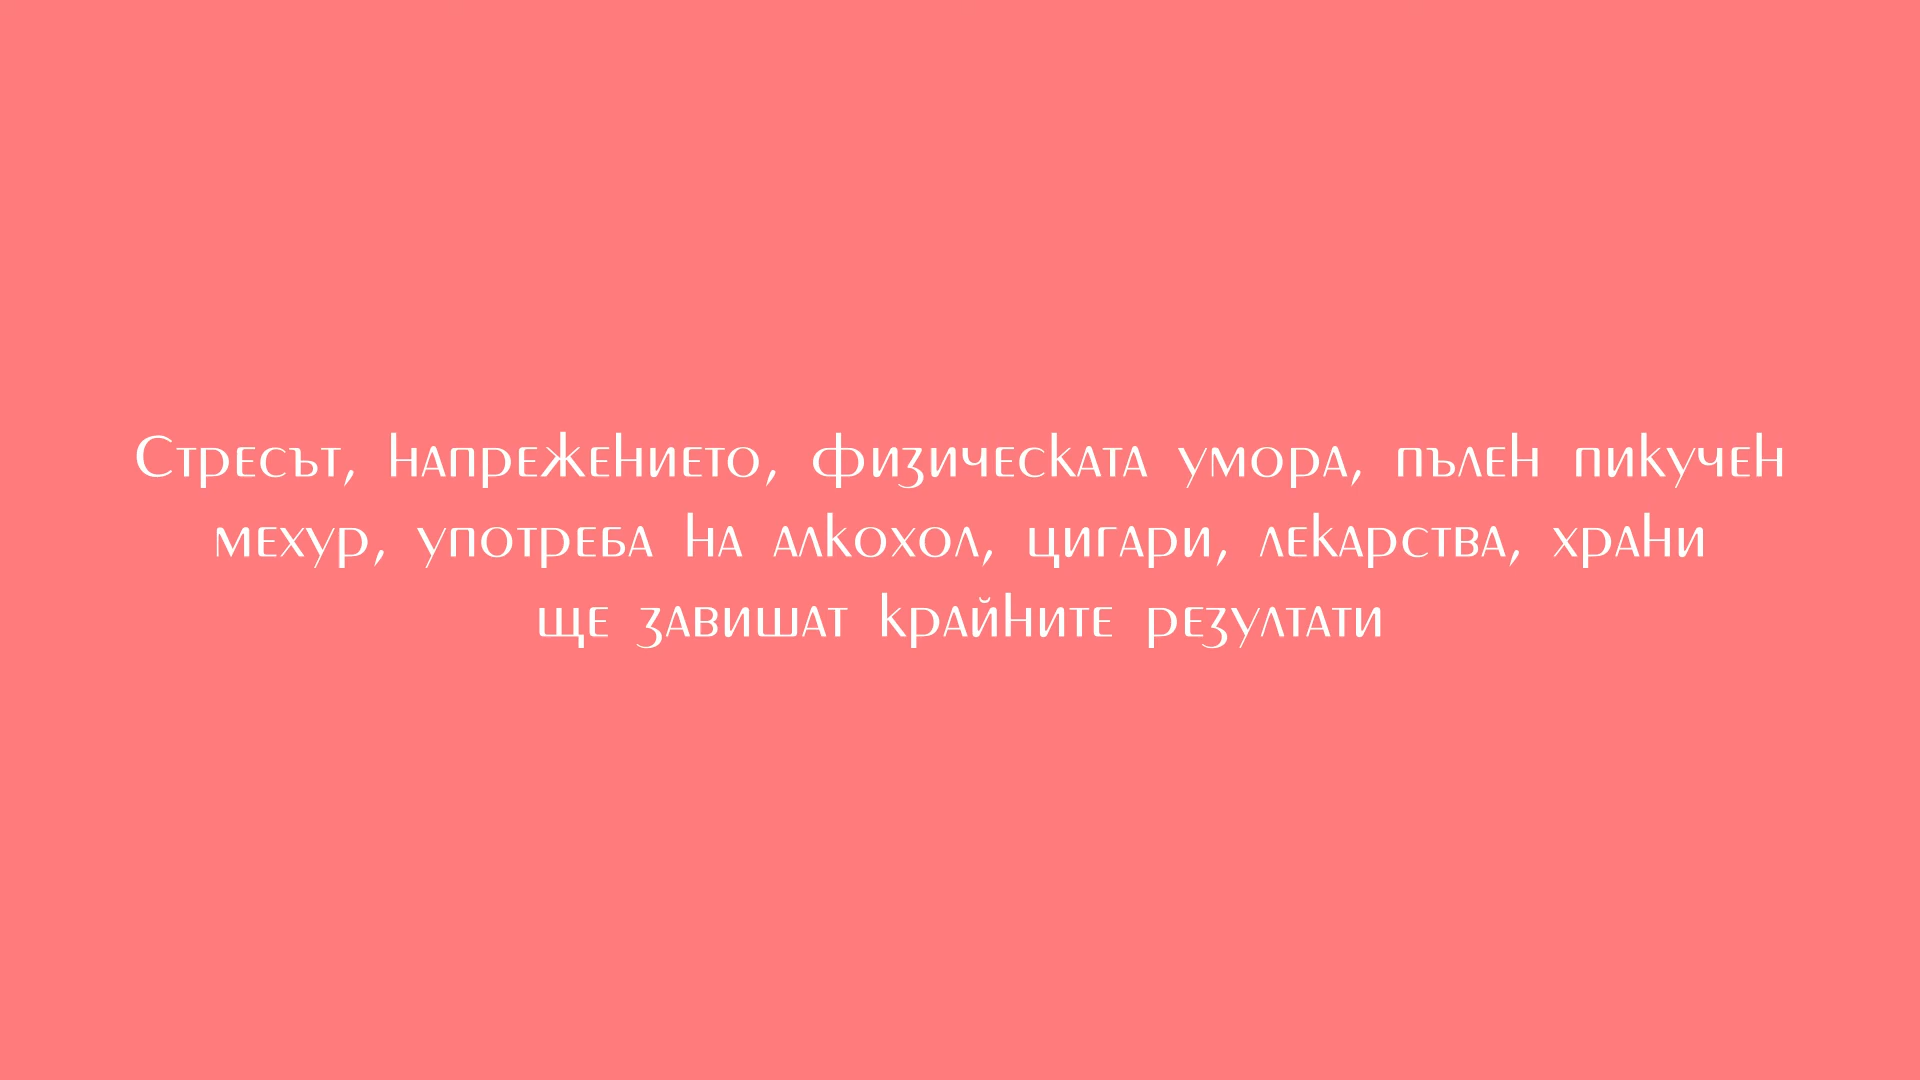 Стресът, напрежението, физическата умора, пълен пикучен
мехур, употреба на алкохол, цигари, лекарства, храни
ще завишат крайните резултати